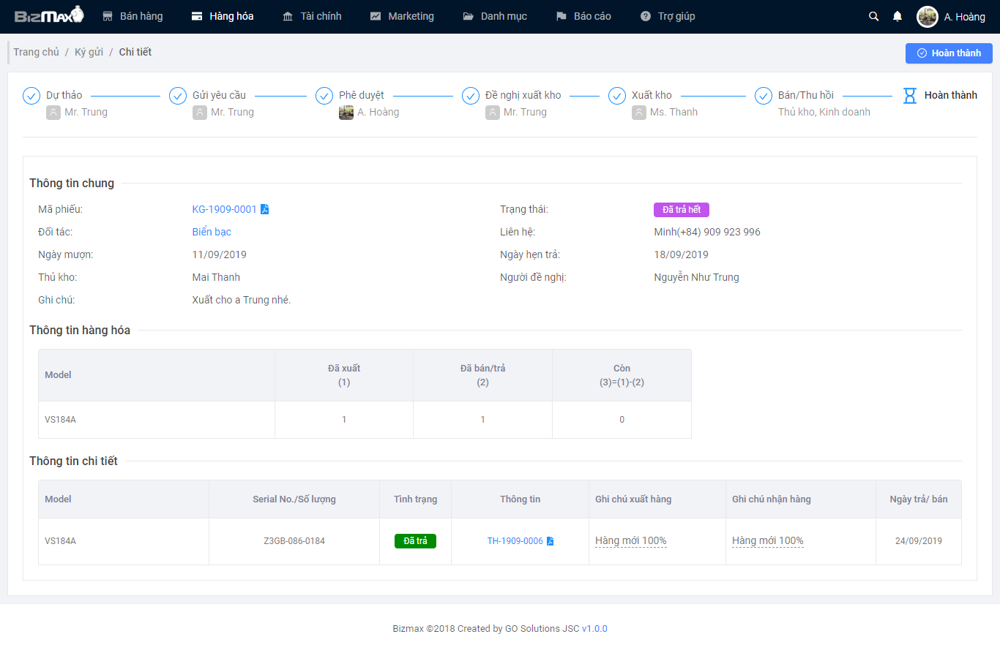 BIZMAX Bán hàng Hàng hóa Tài chính Marketing Danh mục Báo cáo Trợ giúp A. Hoàng
Trang chủ / Ký gửi / Chi tiết Hoàn thành
Dự thảo Gửi yêu cầu Phê duyệt Đề nghị xuất kho Xuất kho Bán/Thu hồi Hoàn thành
Mr. Trung Mr. Trung A. Hoàng Mr. Trung Ms. Thanh Thủ kho, Kinh doanh
Thông tin chung
Mã phiếu: KG-1909-0001 Trạng thái: Đã trả hết
Đối tác: Biển bạc Liên hệ: Minh(+84) 909 923 996
Ngày mượn: 11/09/2019 Ngày hẹn trả: 18/09/2019
Thủ kho: Mai Thanh Người đề nghị: Nguyễn Như Trung
Ghi chú: Xuất cho a Trung nhé.
Thông tin hàng hóa
Model Đã xuất (1) Đã bán/trả (2) Còn (3)=(1)-(2)
VS184A 1 1 0
Thông tin chi tiết
Model Serial No./Số lượng Tình trạng Thông tin Ghi chú xuất hàng Ghi chú nhận hàng Ngày trả/ bán
VS184A Z3GB-086-0184 Đã trả TH-1909-0006 Hàng mới 100% Hàng mới 100% 24/09/2019
Bizmax ©2018 Created by GO Solutions JSC v1.0.0